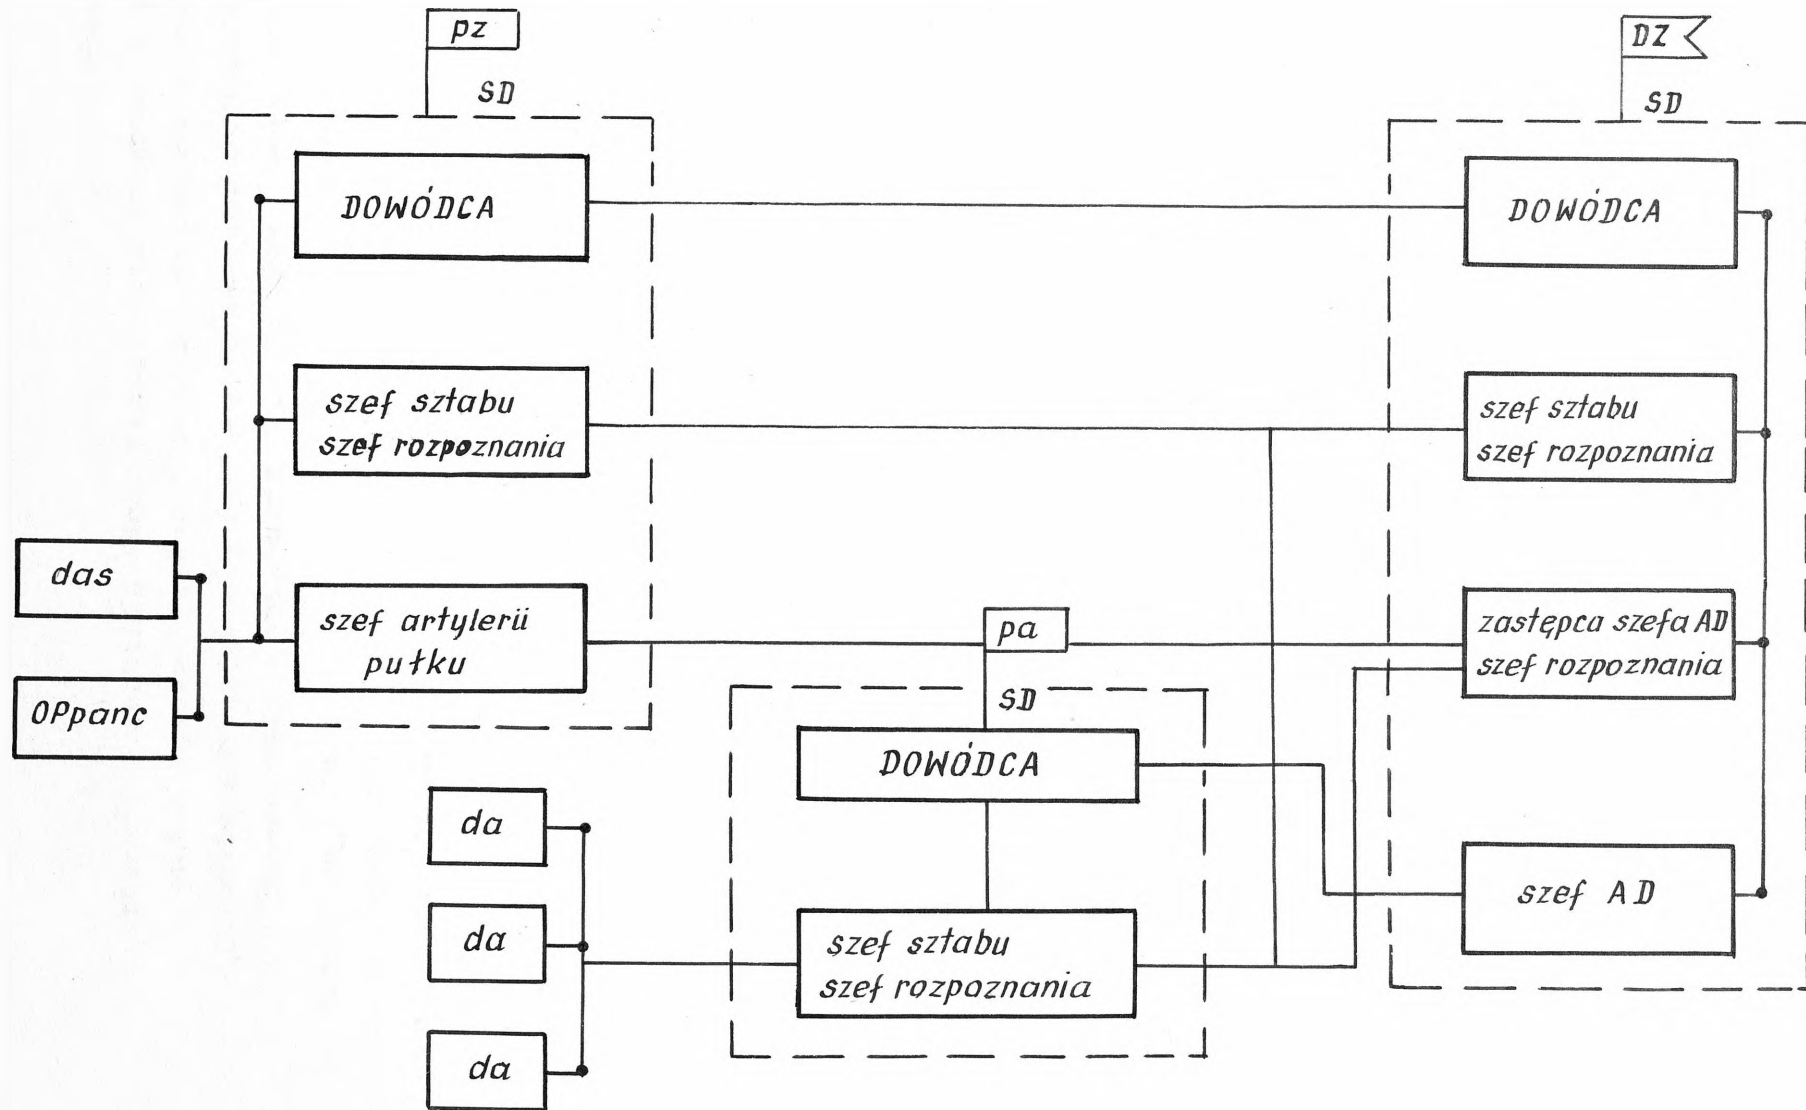 pz
SD
DOWÓDCA
szef sztabu
szef rozpoznania
szef artylerii
pułku
das
OPpanc
DZ
SD
DOWÓDCA
szef sztabu
szef rozpoznania
zastępca szefa AD
szef rozpoznania
szef AD
pa
SD
DOWÓDCA
szef sztabu
szef rozpoznania
da
da
da